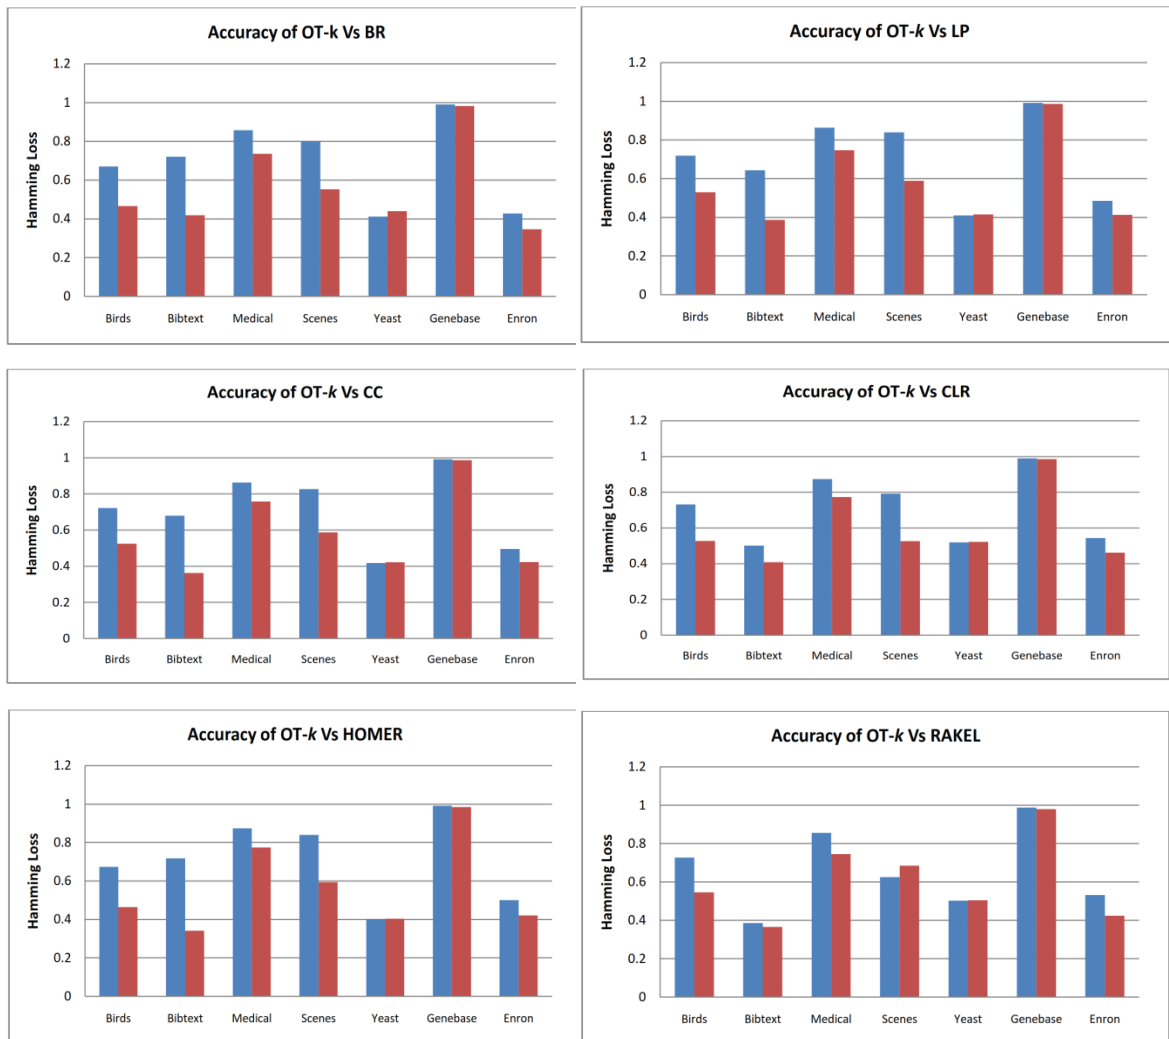 Accuracy of OT-k Vs BR
Hamming Loss
1.2
1
0.8
0.6
0.4
0.2
0
Birds Bibtext Medical Scenes Yeast Genebase Enron
Accuracy of OT-k Vs LP
Hamming Loss
1.2
1
0.8
0.6
0.4
0.2
0
Birds Bibtext Medical Scenes Yeast Genebase Enron
Accuracy of OT-k Vs CC
Hamming Loss
1.2
1
0.8
0.6
0.4
0.2
0
Birds Bibtext Medical Scenes Yeast Genebase Enron
Accuracy of OT-k Vs CLR
Hamming Loss
1.2
1
0.8
0.6
0.4
0.2
0
Birds Bibtext Medical Scenes Yeast Genebase Enron
Accuracy of OT-k Vs HOMER
Hamming Loss
1.2
1
0.8
0.6
0.4
0.2
0
Birds Bibtext Medical Scenes Yeast Genebase Enron
Accuracy of OT-k Vs RAKEL
Hamming Loss
1.2
1
0.8
0.6
0.4
0.2
0
Birds Bibtext Medical Scenes Yeast Genebase Enron